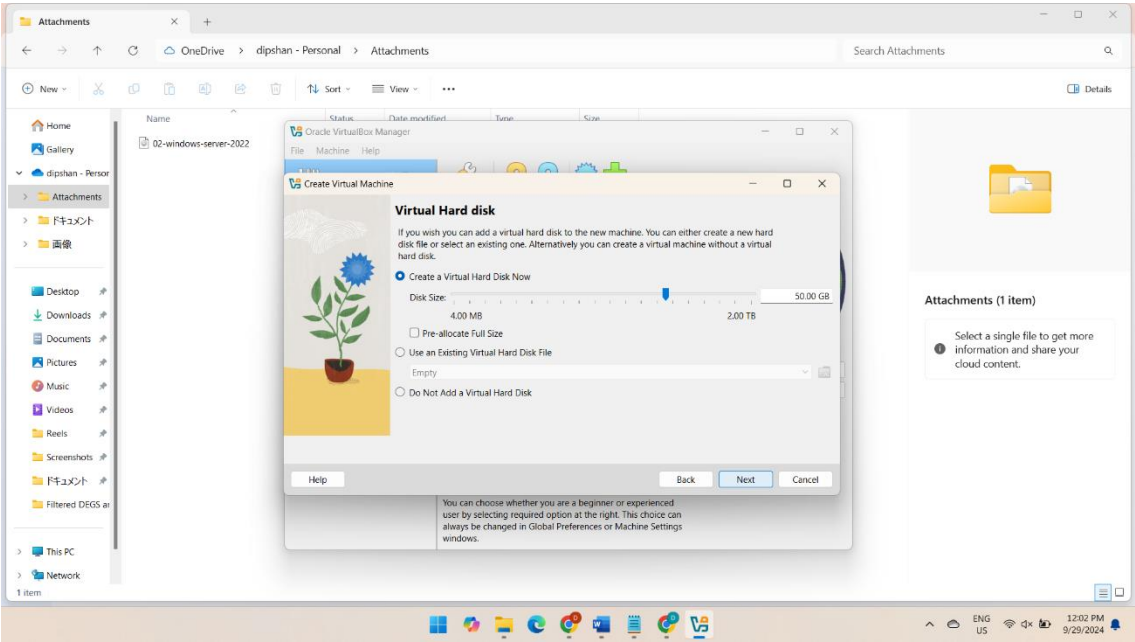 Attachments
OneDrive > dipshan - Personal > Attachments
Search Attachments
New
Sort
View
Details
Home
Gallery
dipshan - Person
Attachments
ドキュメント
画像
Desktop
Downloads
Documents
Pictures
Music
Videos
Reels
Screenshots
ドキュメント
Filtered DEGS an
This PC
Network
1 item
Name
Status
Date modified
Type
Size
02-windows-server-2022
Oracle VirtualBox Manager
File Machine Help
Create Virtual Machine
Virtual Hard disk
If you wish you can add a virtual hard disk to the new machine. You can either create a new hard
disk file or select an existing one. Alternatively you can create a virtual machine without a virtual
hard disk.
Create a Virtual Hard Disk Now
Disk Size:
50.00 GB
4.00 MB
2.00 TB
Pre-allocate Full Size
Use an Existing Virtual Hard Disk File
Empty
Do Not Add a Virtual Hard Disk
Help
Back
Next
Cancel
You can choose whether you are a beginner or experienced
user by selecting required option at the right. This choice can
always be changed in Global Preferences or Machine Settings
windows.
Attachments (1 item)
Select a single file to get more
information and share your
cloud content.
ENG
US
12:02 PM
9/29/2024